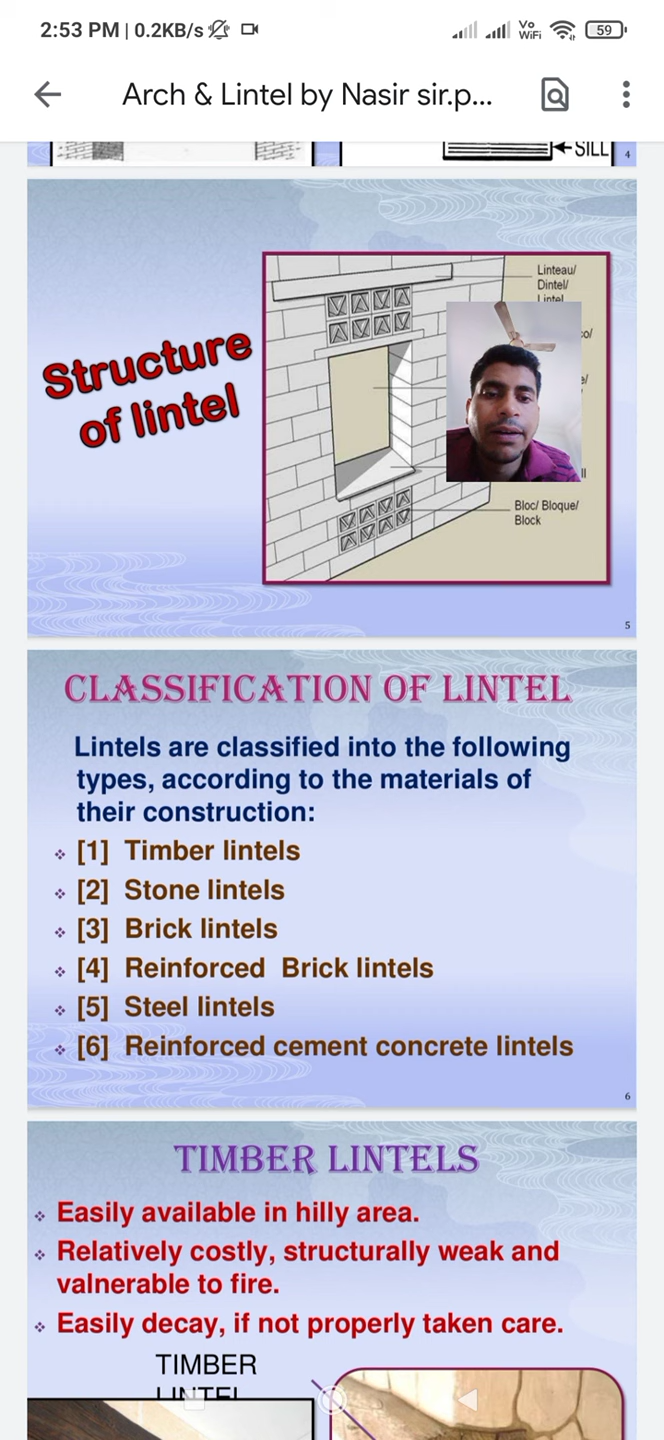 2:53 PM | 0.2KB/s
Vo
WiFi
59
Arch & Lintel by Nasir sir.p...
SILL
4
Structure
of lintel
Linteau/
Dintel/
Lintel
Bloc/ Bloque/
Block
5
CLASSIFICATION OF LINTEL
Lintels are classified into the following
types, according to the materials of
their construction:
[1] Timber lintels
[2] Stone lintels
[3] Brick lintels
[4] Reinforced Brick lintels
[5] Steel lintels
[6] Reinforced cement concrete lintels
6
TIMBER LINTELS
Easily available in hilly area.
Relatively costly, structurally weak and
valnerable to fire.
Easily decay, if not properly taken care.
TIMBER
LINTEL